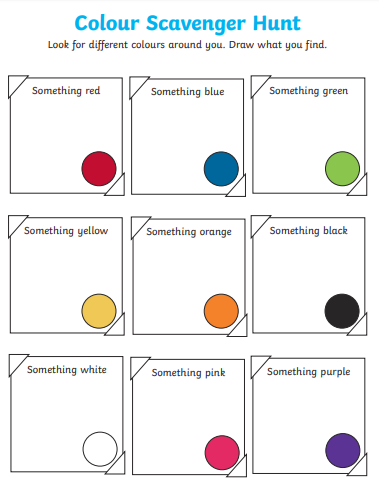 Colour Scavenger Hunt
Look for different colours around you. Draw what you find.
Something red
Something blue
Something green
Something yellow
Something orange
Something black
Something white
Something pink
Something purple